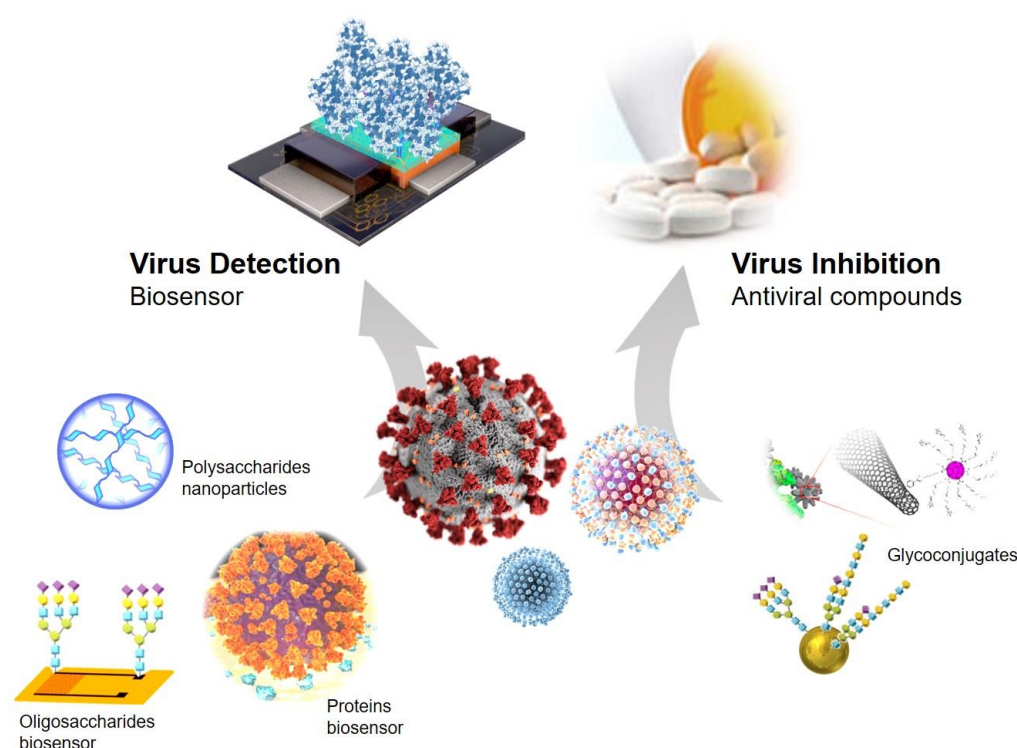 Virus Detection
Biosensor
Virus Inhibition
Antiviral compounds
Polysaccharides
nanoparticles
Glycoconjugates
Proteins
biosensor
Oligosaccharides
biosensor